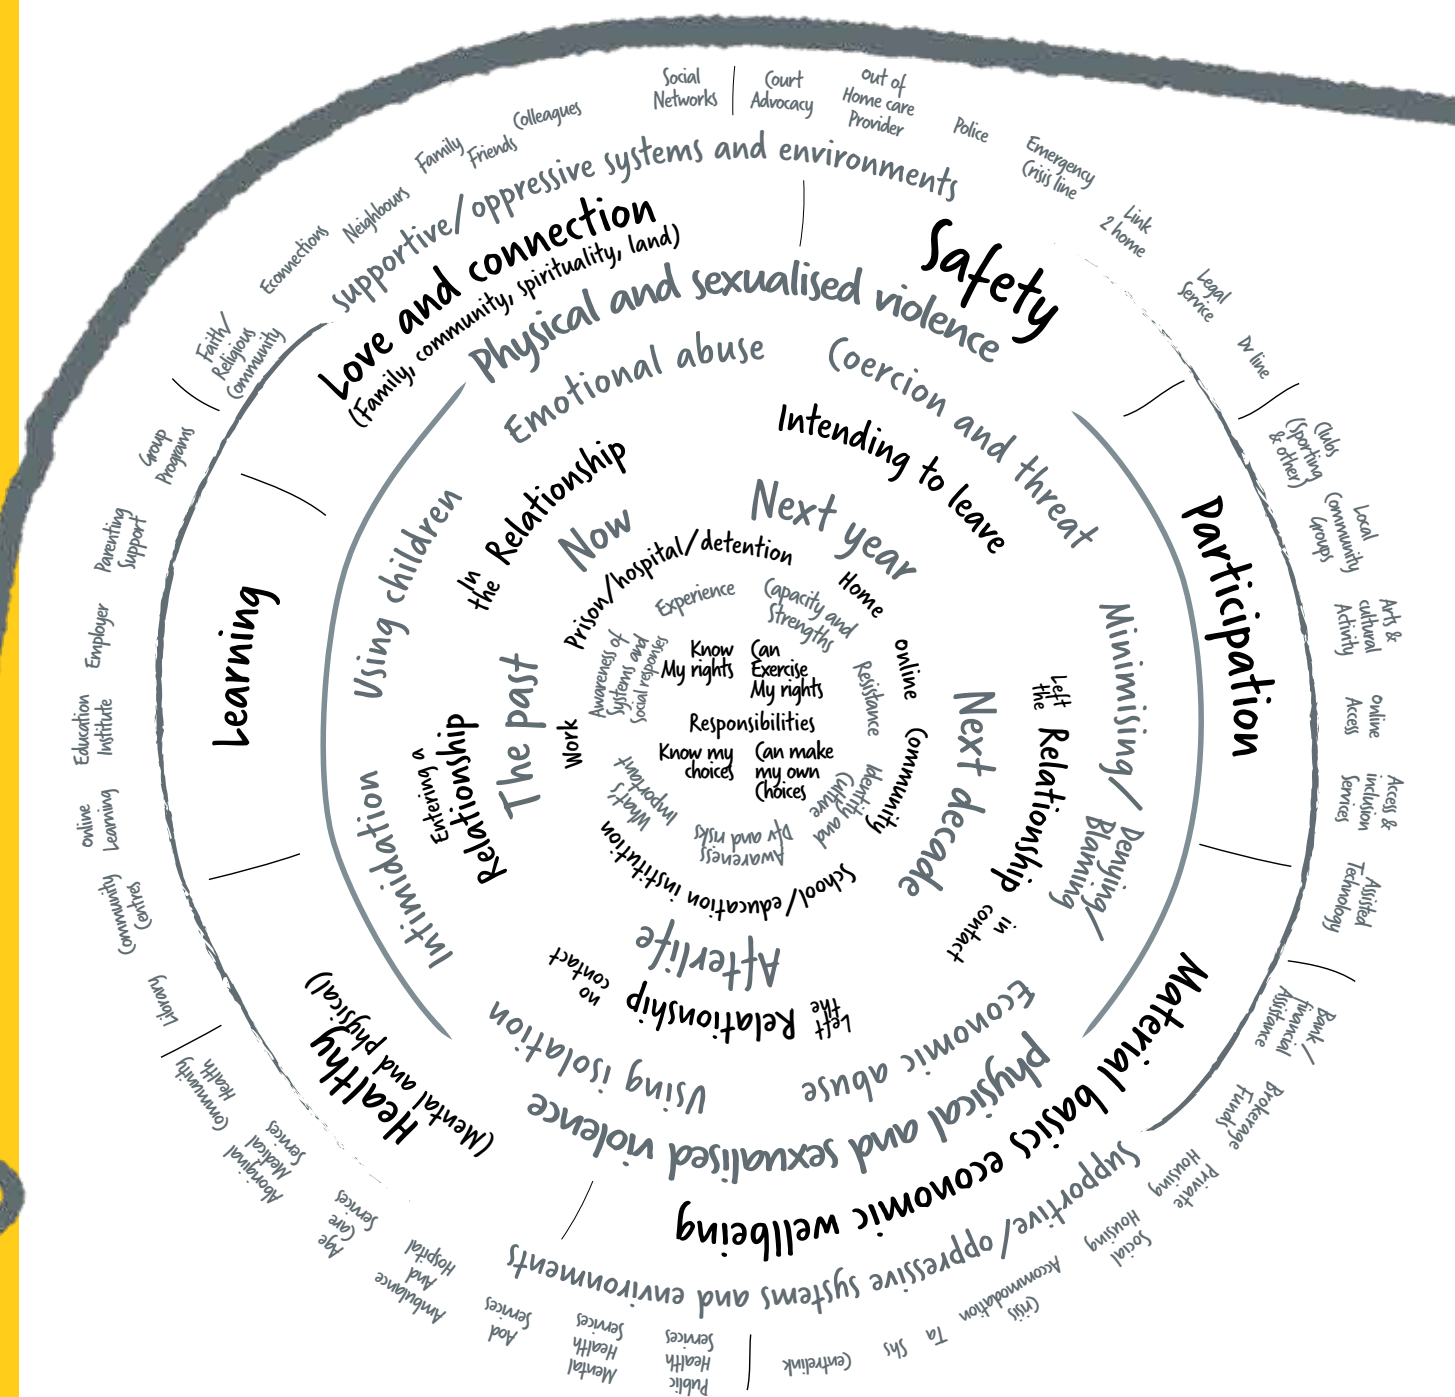 Social
Networks
Court
Advocacy
Out of
Home care
Provider
Police
Emergency
Crisis line
Link
2 home
Legal
Service
Dv line
Clubs
(Sporting
& other)
Local
Community
Groups
Arts &
cultural
Activity
Online
Access
Access &
inclusion
Services
Assisted
Technology
Bank /
financial
Assistance
Brokerage
Funds
Private
Housing
Social
Housing
Crisis
Accommodation
Ta
Shs
Centrelink
Public
Health
Services
Mental
Health
Services
Aod
Services
Ambulance
And
Hospital
Age
Care
Services
Aboriginal
Medical
Services
Community
Health
Library
Community
Centres
Online
Learning
Education
Institute
Employer
Parenting
Support
Group
Programs
Faith/
Religious
Community
Econnections
Neighbours
Family
Friends
Colleagues
supportive/oppressive systems and environments
Supportive/oppressive systems and environments
Love and connection
(Family, community, spirituality, land)
Safety
Participation
Material basics economic wellbeing
Healthy
(Mental and physical)
Learning
Physical and sexualised violence
physical and sexualised violence
Emotional abuse
Coercion and threat
Minimising/
Denying/
Blaming
Economic abuse
Using isolation
Intimidation
Using children
In
the Relationship
Intending to leave
Left
the Relationship
in
contact
Left
the Relationship
no
contact
Entering a
Relationship
Now
Next year
Next decade
Afterlife
The past
Prison/hospital/detention
Home
Online
Community
School/education institution
Work
Experience
Capacity and
Strengths
Resistance
Identity and
Culture
Awareness
Dfv and risks
What's
Important
Awareness of
Systems and
Social responses
Know
My rights
Can
Exercise
My rights
Responsibilities
Know my
choices
Can make
my own
Choices